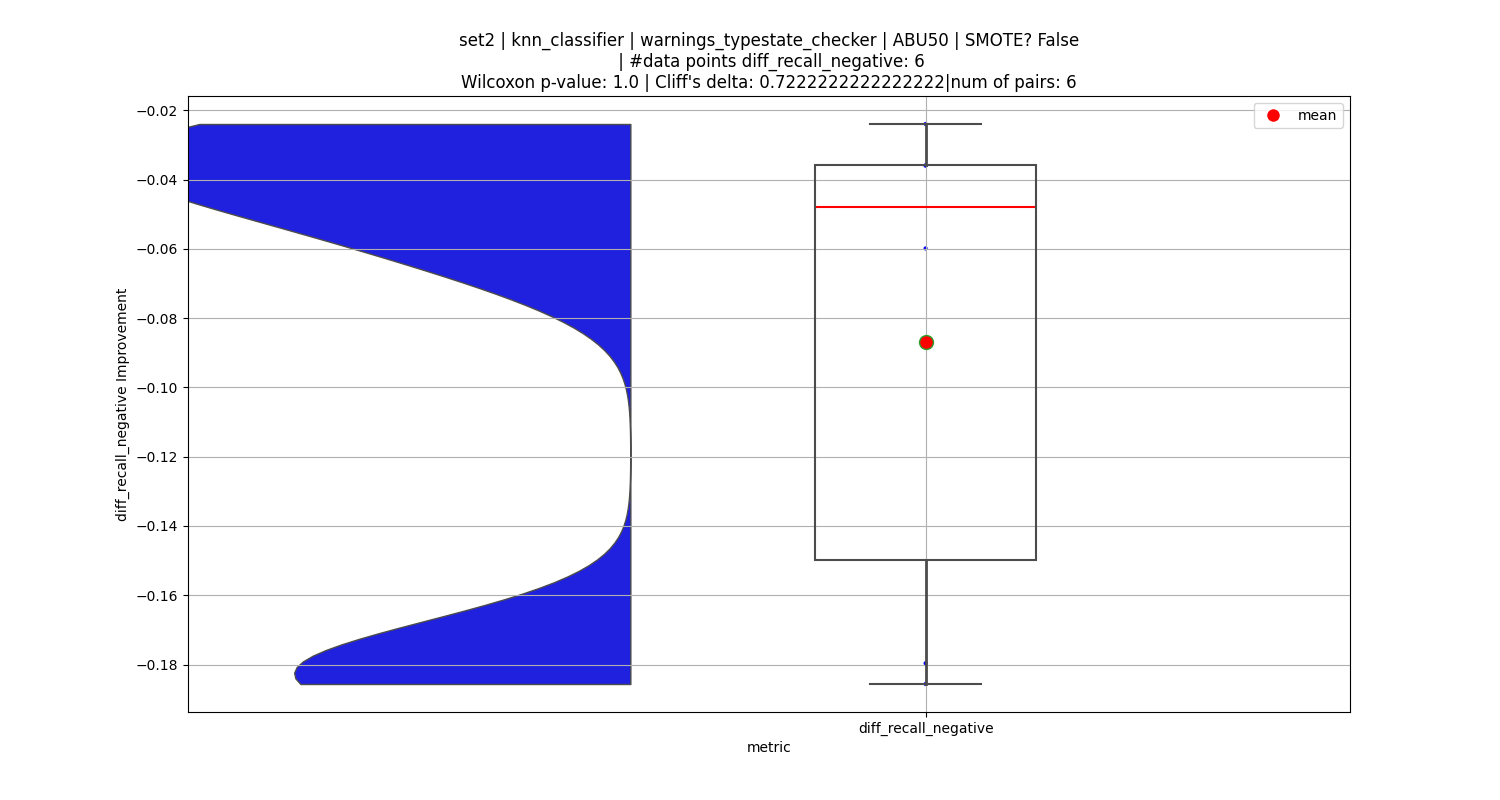 set2 | knn_classifier | warnings_typestate_checker | ABU50 | SMOTE? False
| #data points diff_recall_negative: 6
Wilcoxon p-value: 1.0 | Cliff's delta: 0.7222222222222222|num of pairs: 6
mean
−0.02
−0.04
−0.06
−0.08
−0.10
−0.12
−0.14
−0.16
−0.18
diff_recall_negative Improvement
diff_recall_negative
metric